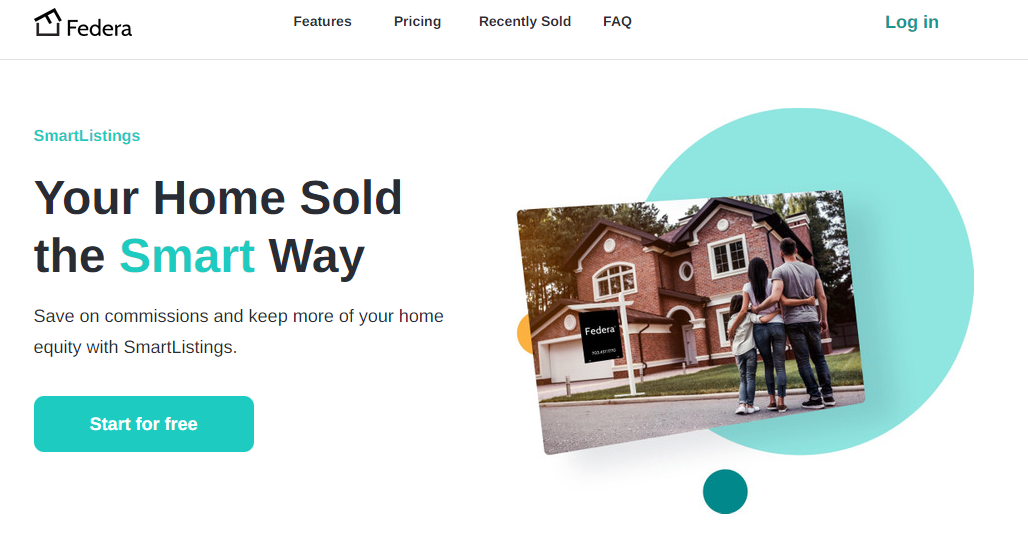 Federa
Features
Pricing
Recently Sold
FAQ
Log in
SmartListings
Your Home Sold
the Smart Way
Save on commissions and keep more of your home
equity with SmartListings.
Start for free
Federa